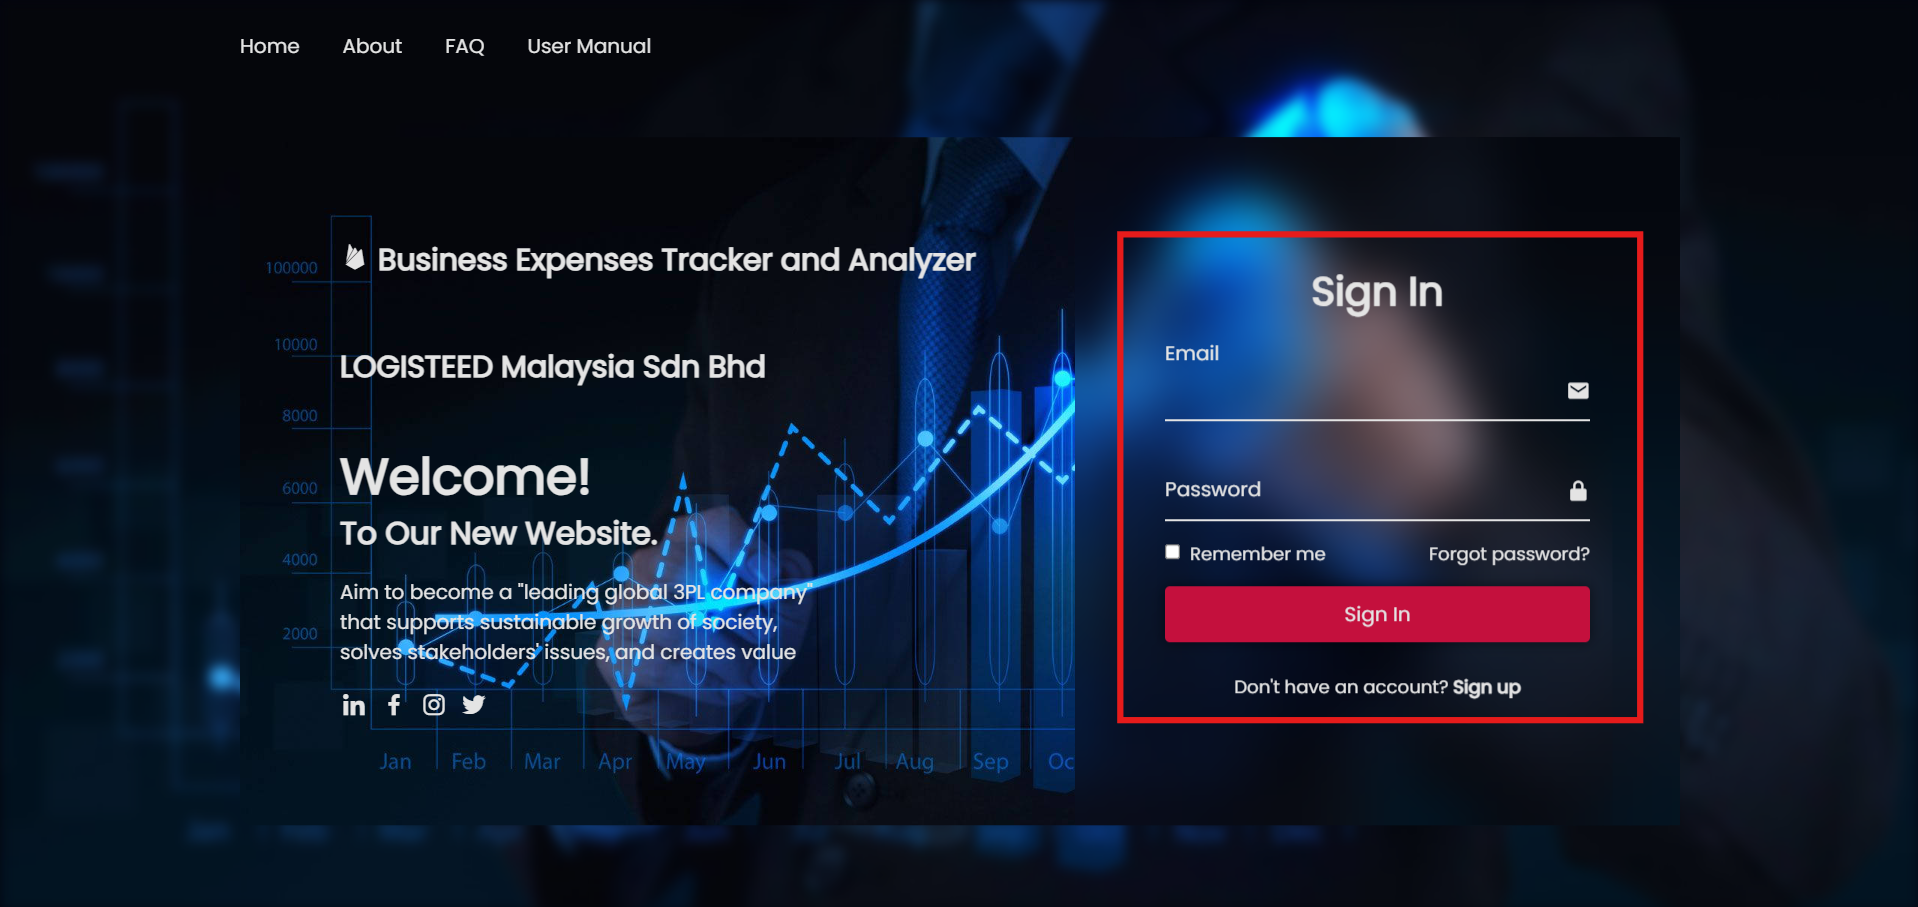 Home About FAQ User Manual
Business Expenses Tracker and Analyzer
LOGISTEED Malaysia Sdn Bhd
Welcome!
To Our New Website.
Aim to become a "leading global 3PL company"
that supports sustainable growth of society,
solves stakeholders' issues, and creates value
100000
10000
8000
6000
4000
2000
Jan Feb Mar Apr May Jun Jul Aug Sep Oc
Sign In
Email
Password
Remember me Forgot password?
Sign In
Don't have an account? Sign up